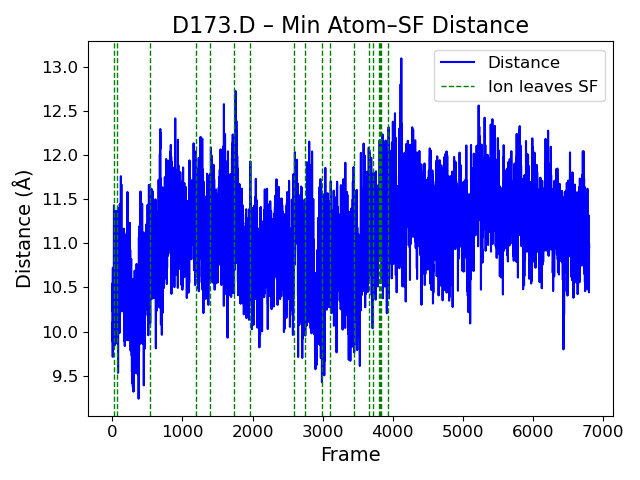 D173.D – Min Atom–SF Distance
Distance
Ion leaves SF
Distance (Å)
13.0
12.5
12.0
11.5
11.0
10.5
10.0
9.5
0 1000 2000 3000 4000 5000 6000 7000
Frame